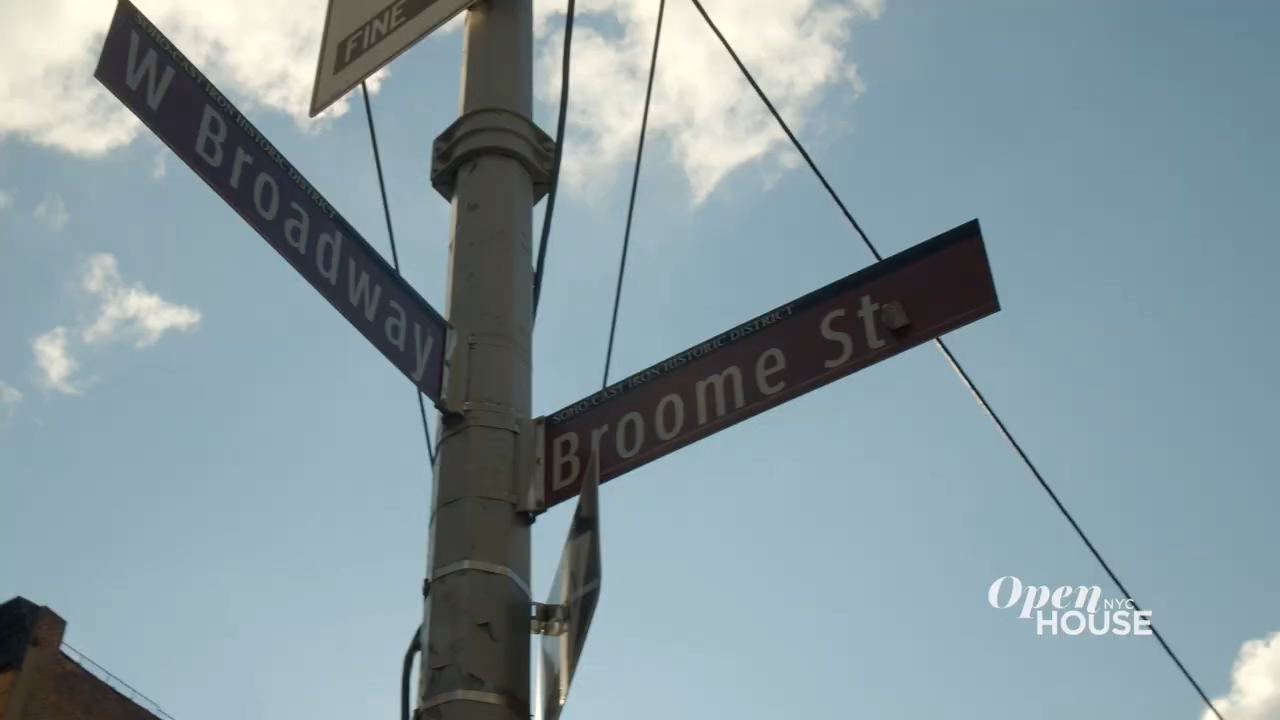 FINE
SOHO-CAST IRON HISTORIC DISTRICT
W Broadway
SOHO-CAST IRON HISTORIC DISTRICT
Broome St
Open NYC
HOUSE